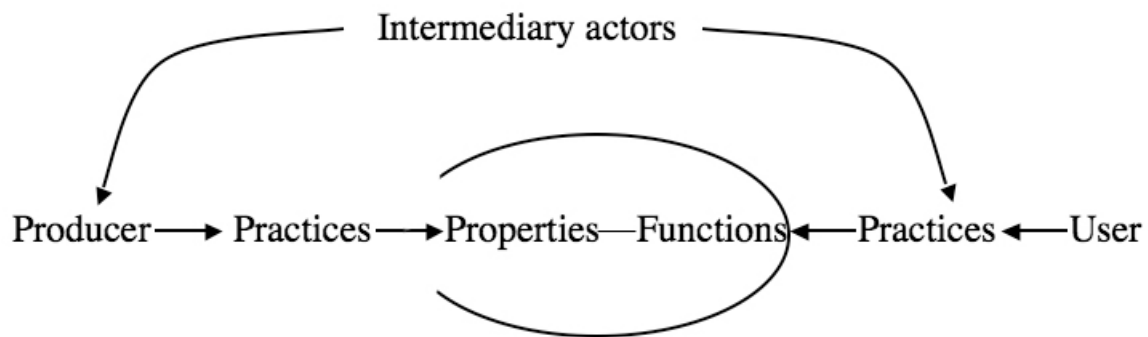 Intermediary actors
Producer Practices Properties—Functions Practices User